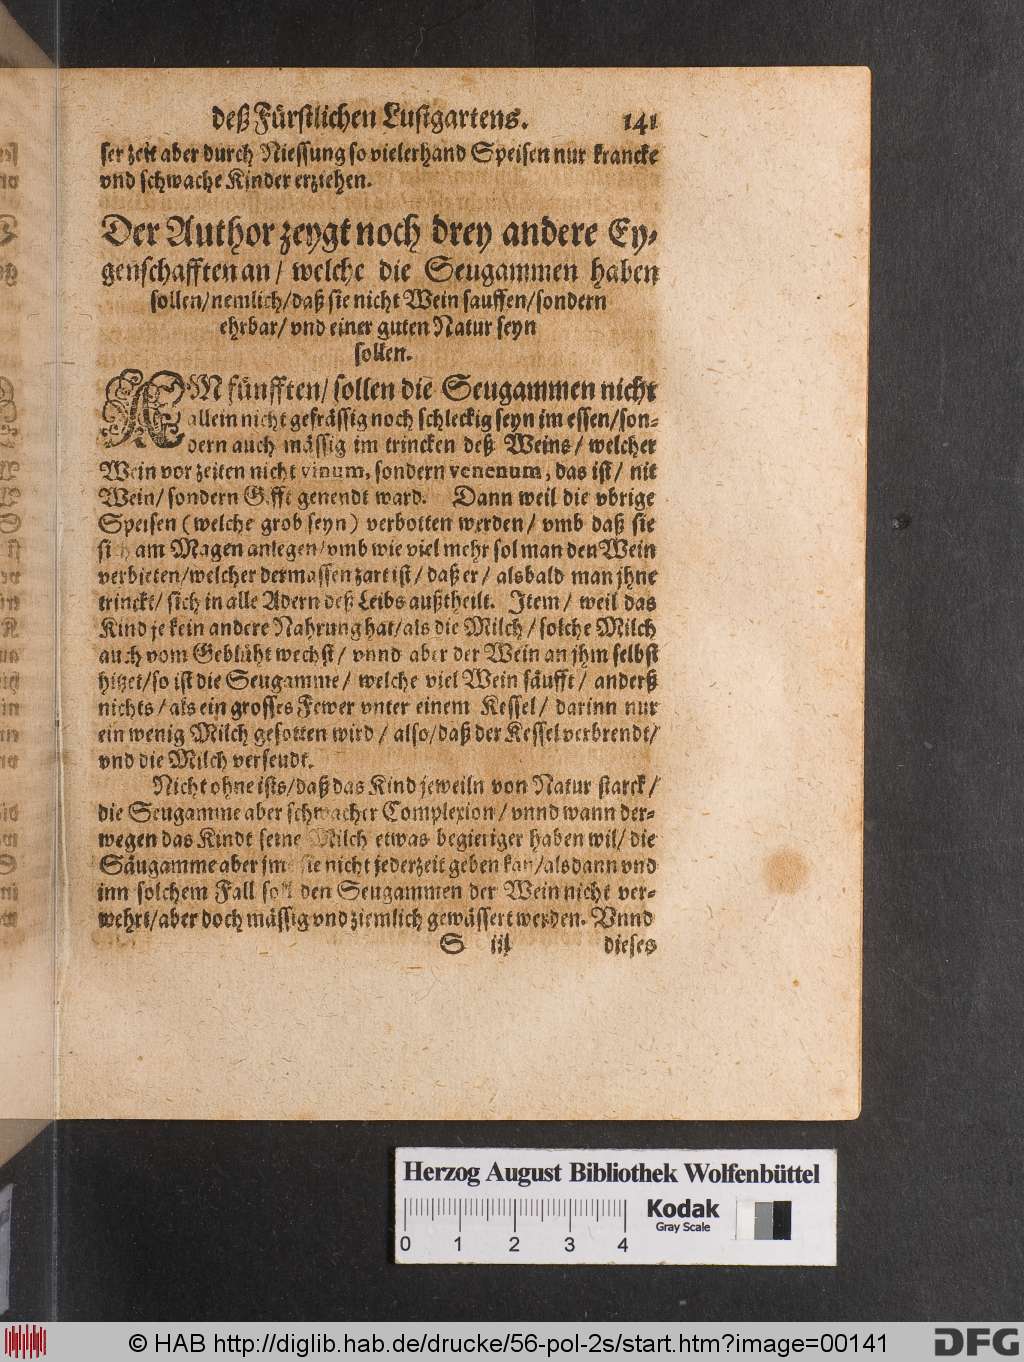 deß Fürstlichen Lustgartens. 141
ser zeit aber durch Niessung so vielerhand Speisen nur krancke
vnd schwache Kinder erziehen.
Der Author zeygt noch drey andere Ey-
genschafften an / welche die Seugammen haben
sollen / nemlich / daß sie nicht Wein sauffen / sondern
ehrbar / vnd einer guten Natur seyn
sollen.
AM fünfften / sollen die Seugammen nicht
allein nicht gefrässig noch schleckig seyn im essen / son-
dern auch mässig im trincken deß Weins / welcher
Wein vor zeiten nicht vinum, sondern venenum, das ist / nit
Wein / sondern Gifft genendt ward. Dann weil die vbrige
Speisen (welche grob seyn) verbotten werden / vmb daß sie
sich am Magen anlegen / vmb wie viel mehr sol man den Wein
verbieten / welcher dermassen zart ist / daß er / alsbald man jhne
trinckt / sich in alle Adern deß Leibs außtheilt. Item / weil das
Kind je kein andere Nahrung hat / als die Milch / solche Milch
auch vom Geblüht wechst / vnnd aber der Wein an jhm selbst
hitzet / so ist die Seugamme / welche viel Wein säufft / anderß
nichts / als ein grosses Fewer vnter einem Kessel / darinn nur
ein wenig Milch gesotten wird / also / daß der Kessel verbrendt /
vnd die Milch verseudt.
Nicht ohne ists / daß das Kind jeweiln von Natur starck /
die Seugamme aber schwacher Complexion / vnnd wann der-
wegen das Kindt seine Milch etwas begieriger haben wil / die
Säugamme aber jm sie nicht jederzeit geben kan / alsdann vnd
inn solchem Fall soll den Seugammen der Wein nicht ver-
wehrt / aber doch mässig vnd ziemlich gewässert werden. Vnnd
S iij dieses
Herzog August Bibliothek Wolfenbüttel
Kodak
Gray Scale
0 1 2 3 4
© HAB http://diglib.hab.de/drucke/56-pol-2s/start.htm?image=00141
DFG